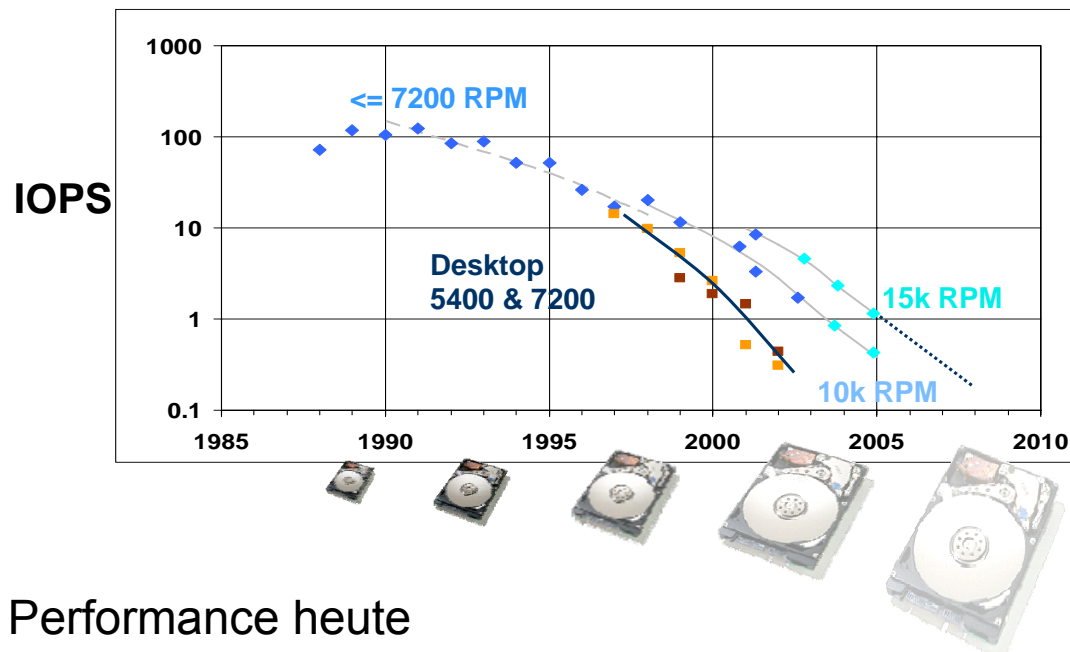 1000
<= 7200 RPM
100
IOPS
10
Desktop
5400 & 7200
15k RPM
1
10k RPM
0.1
1985 1990 1995 2000 2005 2010
Performance heute